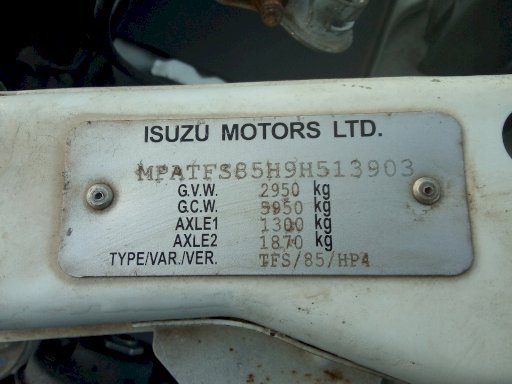 ISUZU MOTORS LTD.
MPATFS85H9H513903
G.V.W. 2950 kg
G.C.W. 5950 kg
AXLE1 1300 kg
AXLE2 1870 kg
TYPE/VAR./VER. TFS/85/HP4